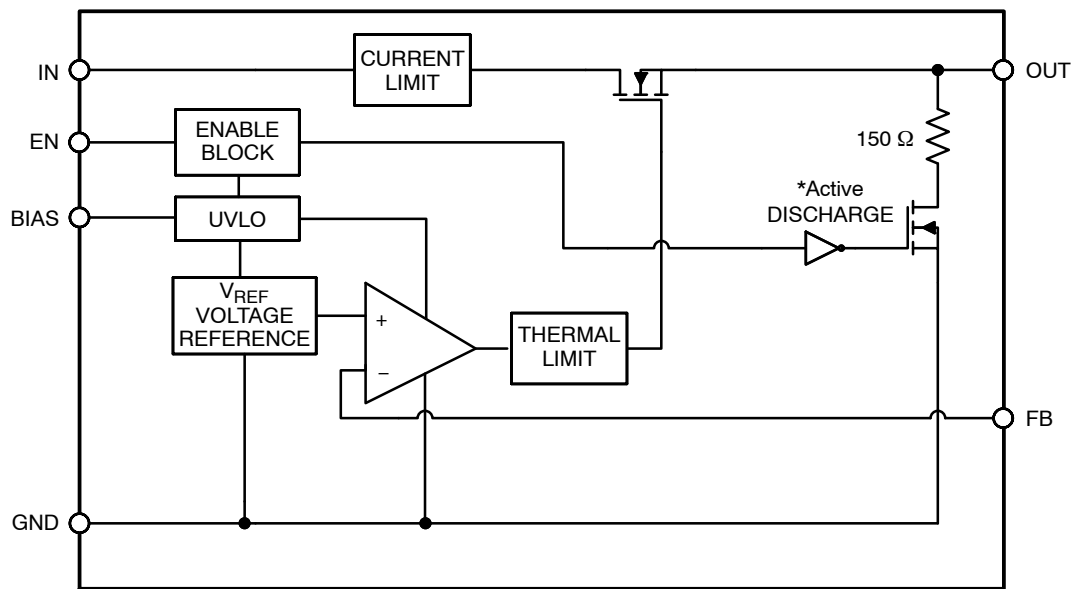 IN
CURRENT
LIMIT
OUT
EN
ENABLE
BLOCK
150 Ω
*Active
DISCHARGE
BIAS
UVLO
VREF
VOLTAGE
REFERENCE
+
−
THERMAL
LIMIT
FB
GND